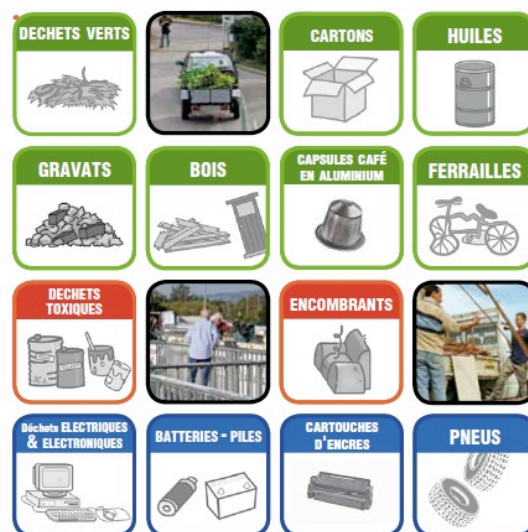 DECHETS VERTS
CARTONS
HUILES
GRAVATS
BOIS
CAPSULES CAFÉ
EN ALUMINIUM
FERRAILLES
DECHETS
TOXIQUES
ENCOMBRANTS
Déchets ELECTRIQUES
& ELECTRONIQUES
BATTERIES - PILES
CARTOUCHES
D'ENCRES
PNEUS